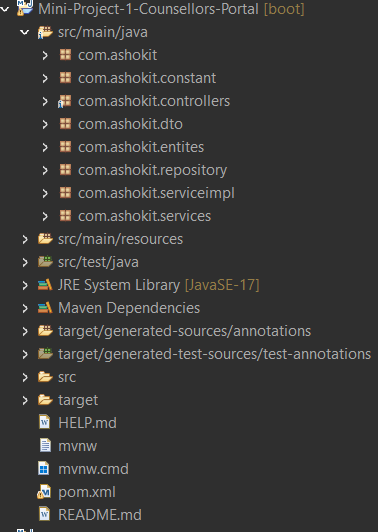 Mini-Project-1-Counsellors-Portal [boot]
src/main/java
com.ashokit
com.ashokit.constant
com.ashokit.controllers
com.ashokit.dto
com.ashokit.entites
com.ashokit.repository
com.ashokit.serviceimpl
com.ashokit.services
src/main/resources
src/test/java
JRE System Library [JavaSE-17]
Maven Dependencies
target/generated-sources/annotations
target/generated-test-sources/test-annotations
src
target
HELP.md
mvnw
mvnw.cmd
pom.xml
README.md